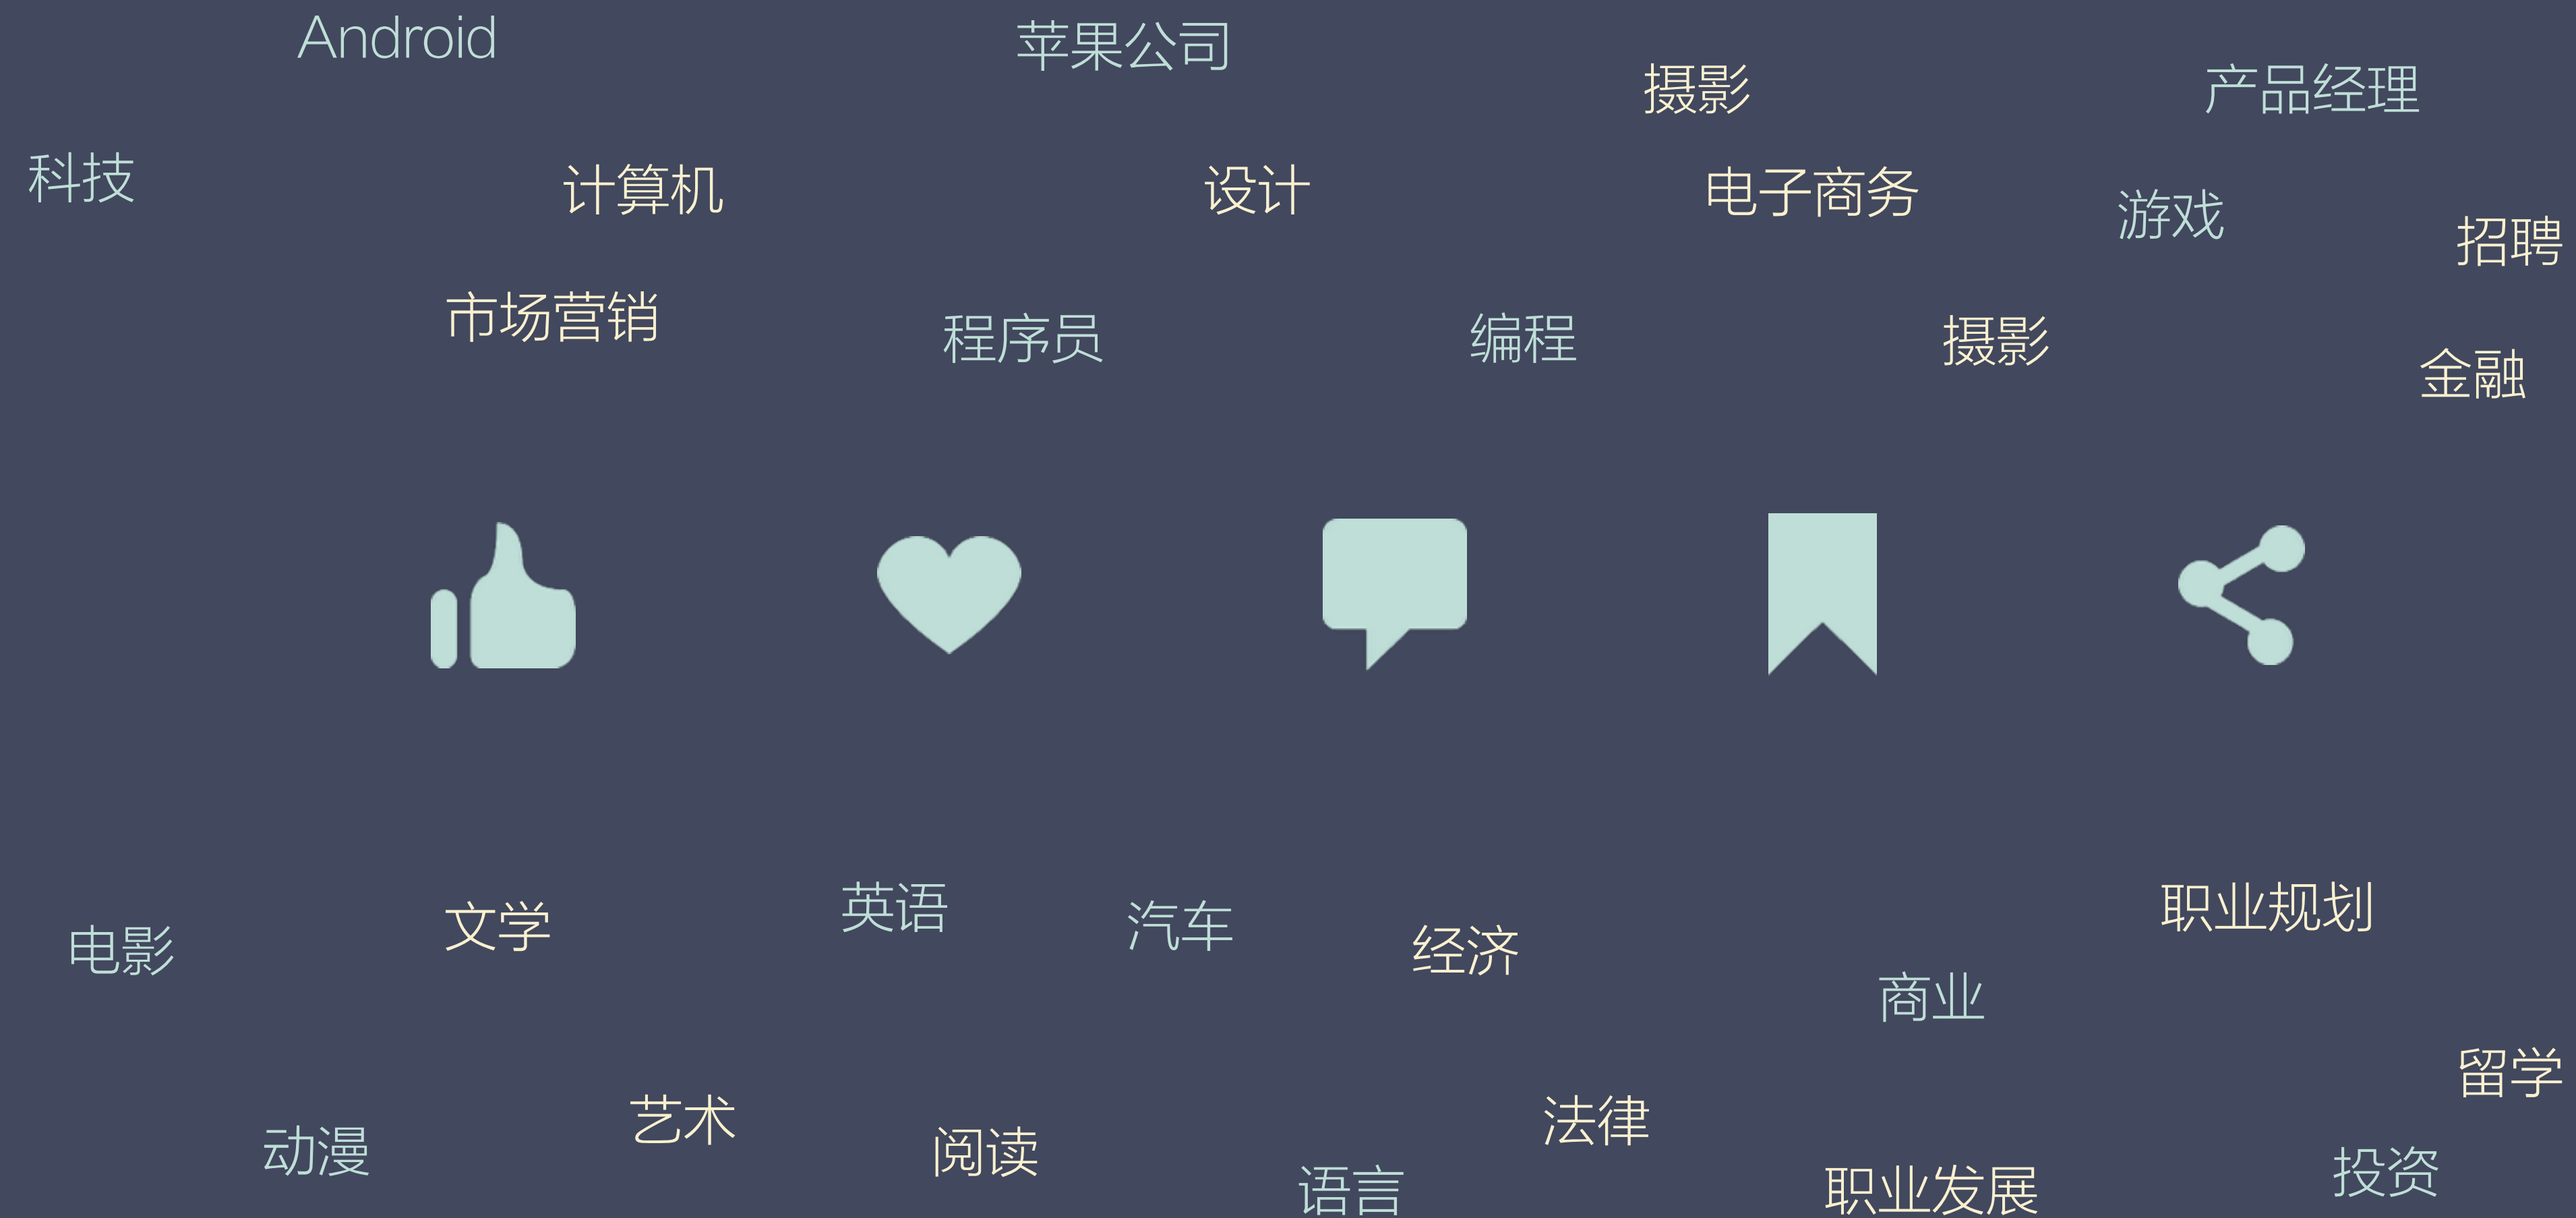 Android
苹果公司
摄影
产品经理
科技
计算机
设计
电子商务
游戏
招聘
市场营销
程序员
编程
摄影
金融
英语
职业规划
文学
汽车
电影
经济
商业
留学
艺术
法律
动漫
阅读
投资
语言
职业发展